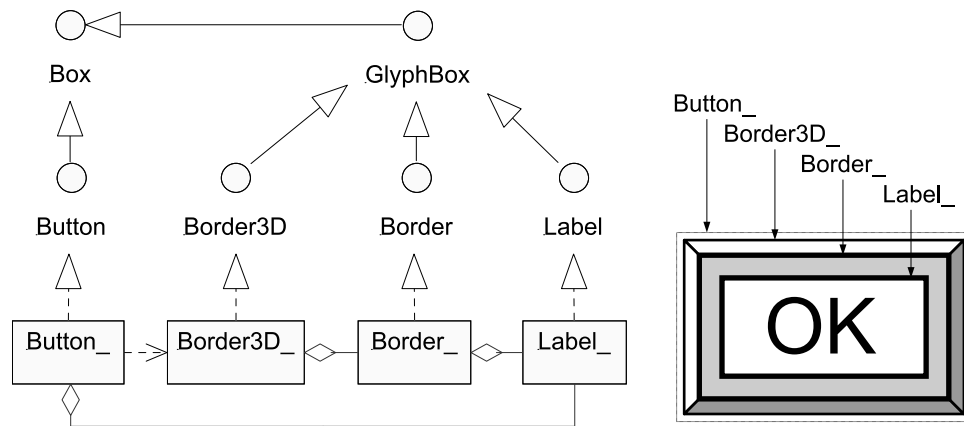 Box
GlyphBox
Button
Border3D
Border
Label
Button_
Border3D_
Border_
Label_
Button_
Border3D_
Border_
Label_
OK